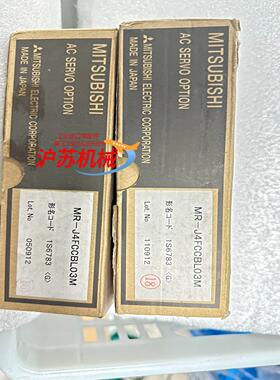 MITSUBISHI
AC SERVO OPTION
MITSUBISHI ELECTRIC CORPORATION
MADE IN JAPAN
MR-J4FCCBL03M
形名コード 1S6783 〈G〉
Lot. No 050912
MITSUBISHI
AC SERVO OPTION
MITSUBISHI ELECTRIC CORPORATION
MADE IN JAPAN
MR-J4FCCBL03M
形名コード 1S6783 〈G〉
Lot. No 110912
18
沪苏机械